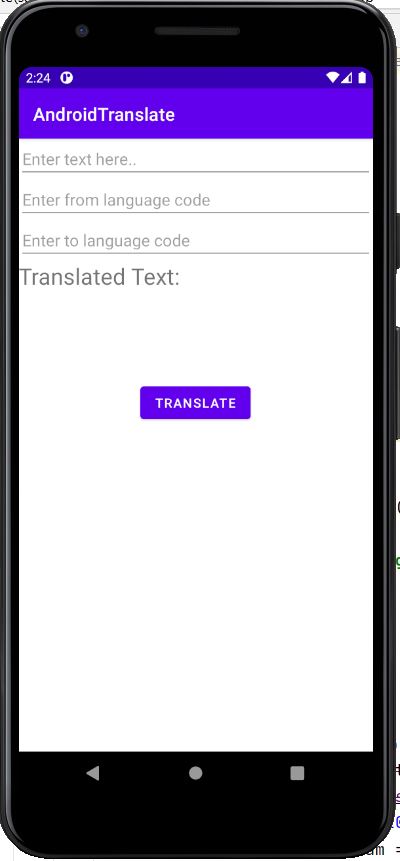 2:24
AndroidTranslate
Enter text here..
Enter from language code
Enter to language code
Translated Text:
TRANSLATE